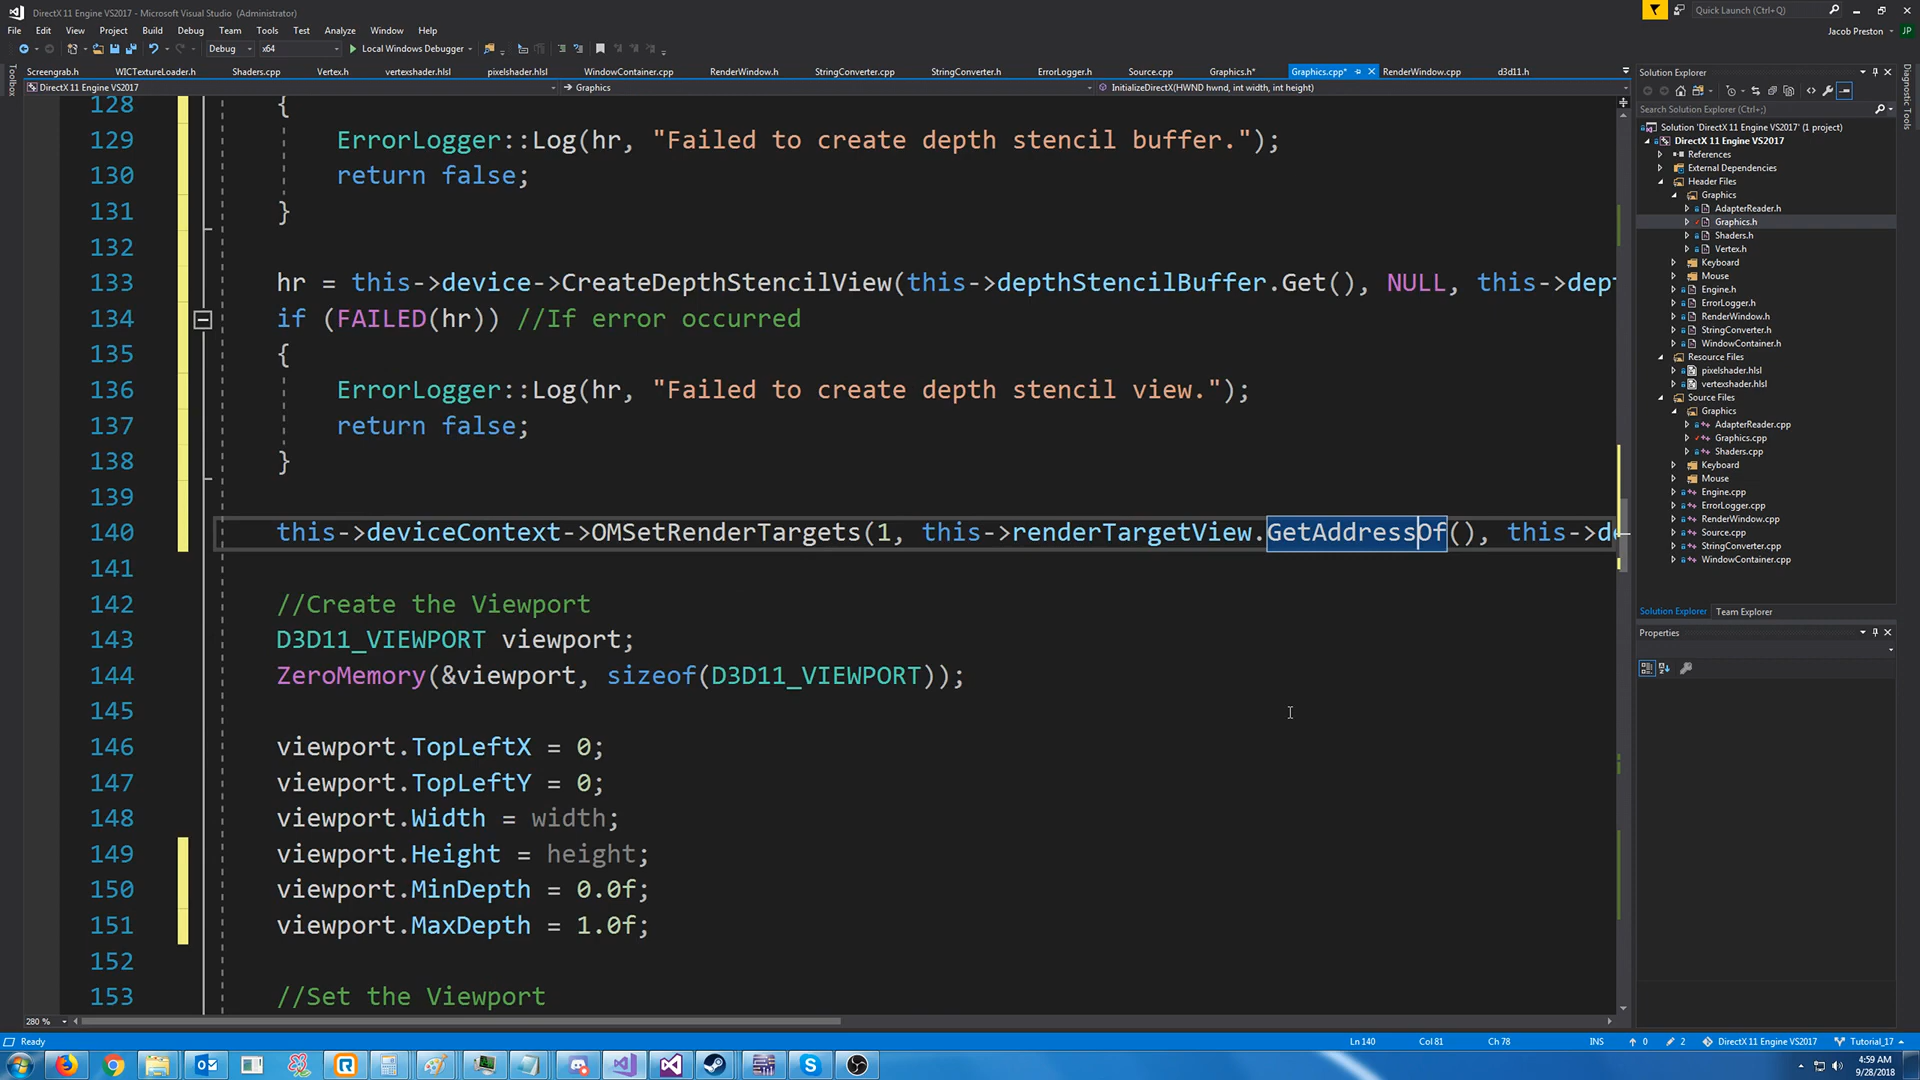 DirectX 11 Engine VS2017 - Microsoft Visual Studio (Administrator)
Quick Launch (Ctrl+Q)
File Edit View Project Build Debug Team Tools Test Analyze Window Help
Jacob Preston JP
Debug x64 Local Windows Debugger
Toolbox
Screengrab.h WICTextureLoader.h Shaders.cpp Vertex.h vertexshader.hlsl pixelshader.hlsl WindowContainer.cpp RenderWindow.h StringConverter.cpp StringConverter.h ErrorLogger.h Source.cpp Graphics.h* Graphics.cpp* RenderWindow.cpp d3d11.h
DirectX 11 Engine VS2017 Graphics InitializeDirectX(HWND hwnd, int width, int height)
128 {
129 ErrorLogger::Log(hr, "Failed to create depth stencil buffer.");
130 return false;
131 }
132
133 hr = this->device->CreateDepthStencilView(this->depthStencilBuffer.Get(), NULL, this->dept
134 if (FAILED(hr)) //If error occurred
135 {
136 ErrorLogger::Log(hr, "Failed to create depth stencil view.");
137 return false;
138 }
139
140 this->deviceContext->OMSetRenderTargets(1, this->renderTargetView.GetAddressOf(), this->de
141
142 //Create the Viewport
143 D3D11_VIEWPORT viewport;
144 ZeroMemory(&viewport, sizeof(D3D11_VIEWPORT));
145
146 viewport.TopLeftX = 0;
147 viewport.TopLeftY = 0;
148 viewport.Width = width;
149 viewport.Height = height;
150 viewport.MinDepth = 0.0f;
151 viewport.MaxDepth = 1.0f;
152
153 //Set the Viewport
280 %
Solution Explorer
Search Solution Explorer (Ctrl+;)
Solution 'DirectX 11 Engine VS2017' (1 project)
DirectX 11 Engine VS2017
References
External Dependencies
Header Files
Graphics
AdapterReader.h
Graphics.h
Shaders.h
Vertex.h
Keyboard
Mouse
Engine.h
ErrorLogger.h
RenderWindow.h
StringConverter.h
WindowContainer.h
Resource Files
pixelshader.hlsl
vertexshader.hlsl
Source Files
Graphics
AdapterReader.cpp
Graphics.cpp
Shaders.cpp
Keyboard
Mouse
Engine.cpp
ErrorLogger.cpp
RenderWindow.cpp
Source.cpp
StringConverter.cpp
WindowContainer.cpp
Solution Explorer Team Explorer
Properties
Diagnostic Tools
Ready Ln 140 Col 81 Ch 78 INS 0 2 DirectX 11 Engine VS2017 Tutorial_17
4:59 AM
9/28/2018